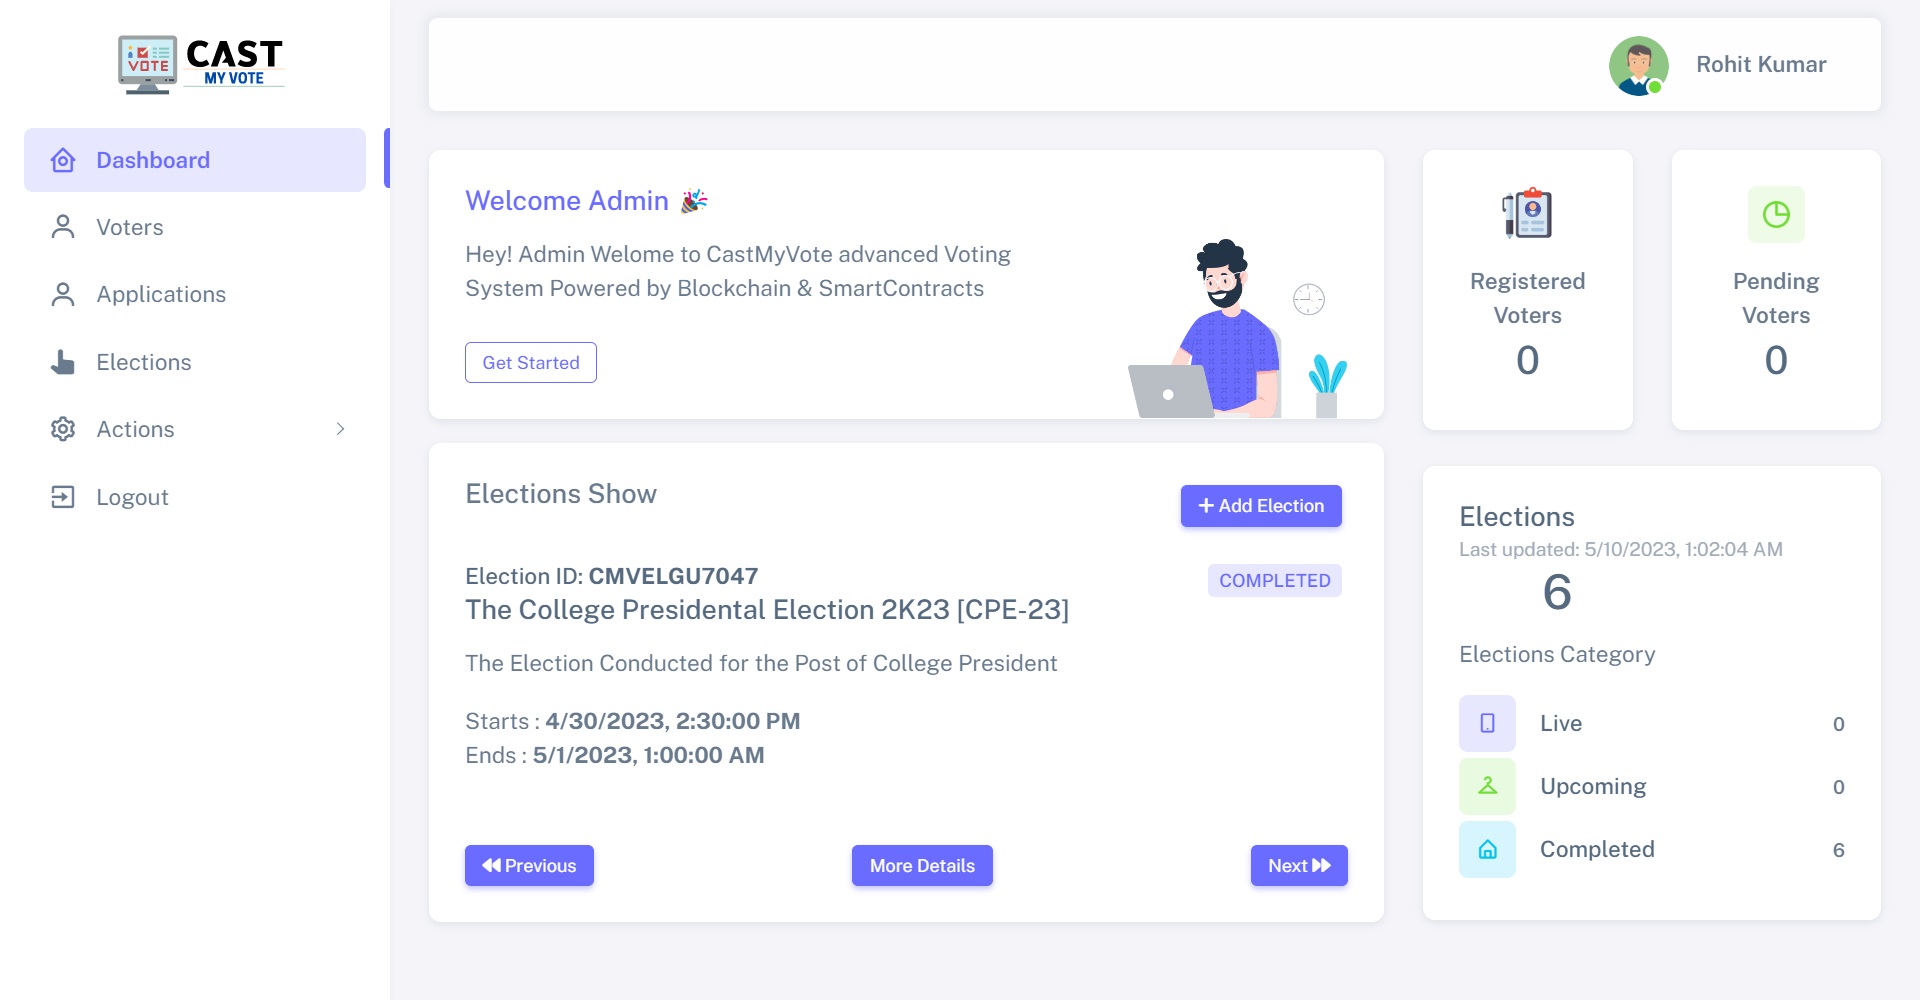 VOTE
CAST
MY VOTE
Dashboard
Voters
Applications
Elections
Actions
Logout
Rohit Kumar
Welcome Admin
Hey! Admin Welome to CastMyVote advanced Voting
System Powered by Blockchain & SmartContracts
Get Started
Registered
Voters
0
Pending
Voters
0
Elections Show
Add Election
Election ID: CMVELGU7047
COMPLETED
The College Presidental Election 2K23 [CPE-23]
The Election Conducted for the Post of College President
Starts : 4/30/2023, 2:30:00 PM
Ends : 5/1/2023, 1:00:00 AM
Previous
More Details
Next
Elections
Last updated: 5/10/2023, 1:02:04 AM
6
Elections Category
Live 0
Upcoming 0
Completed 6